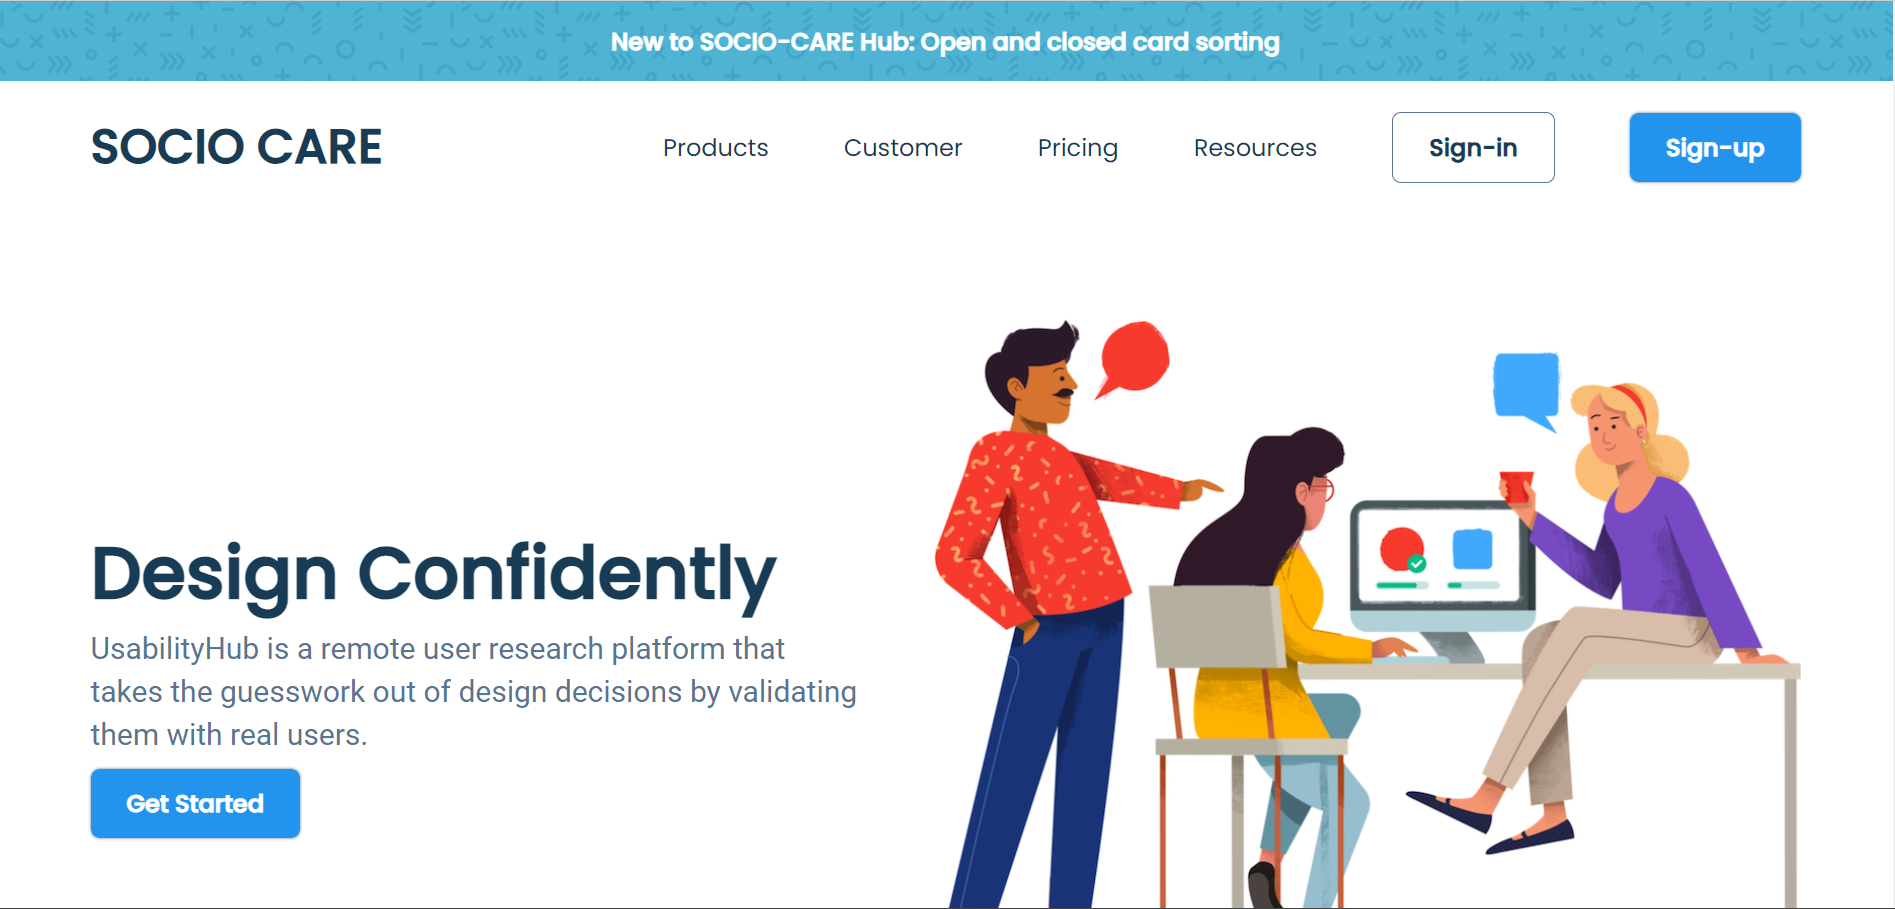 New to SOCIO-CARE Hub: Open and closed card sorting
SOCIO CARE
Products
Customer
Pricing
Resources
Sign-in
Sign-up
Design Confidently
UsabilityHub is a remote user research platform that
takes the guesswork out of design decisions by validating
them with real users.
Get Started